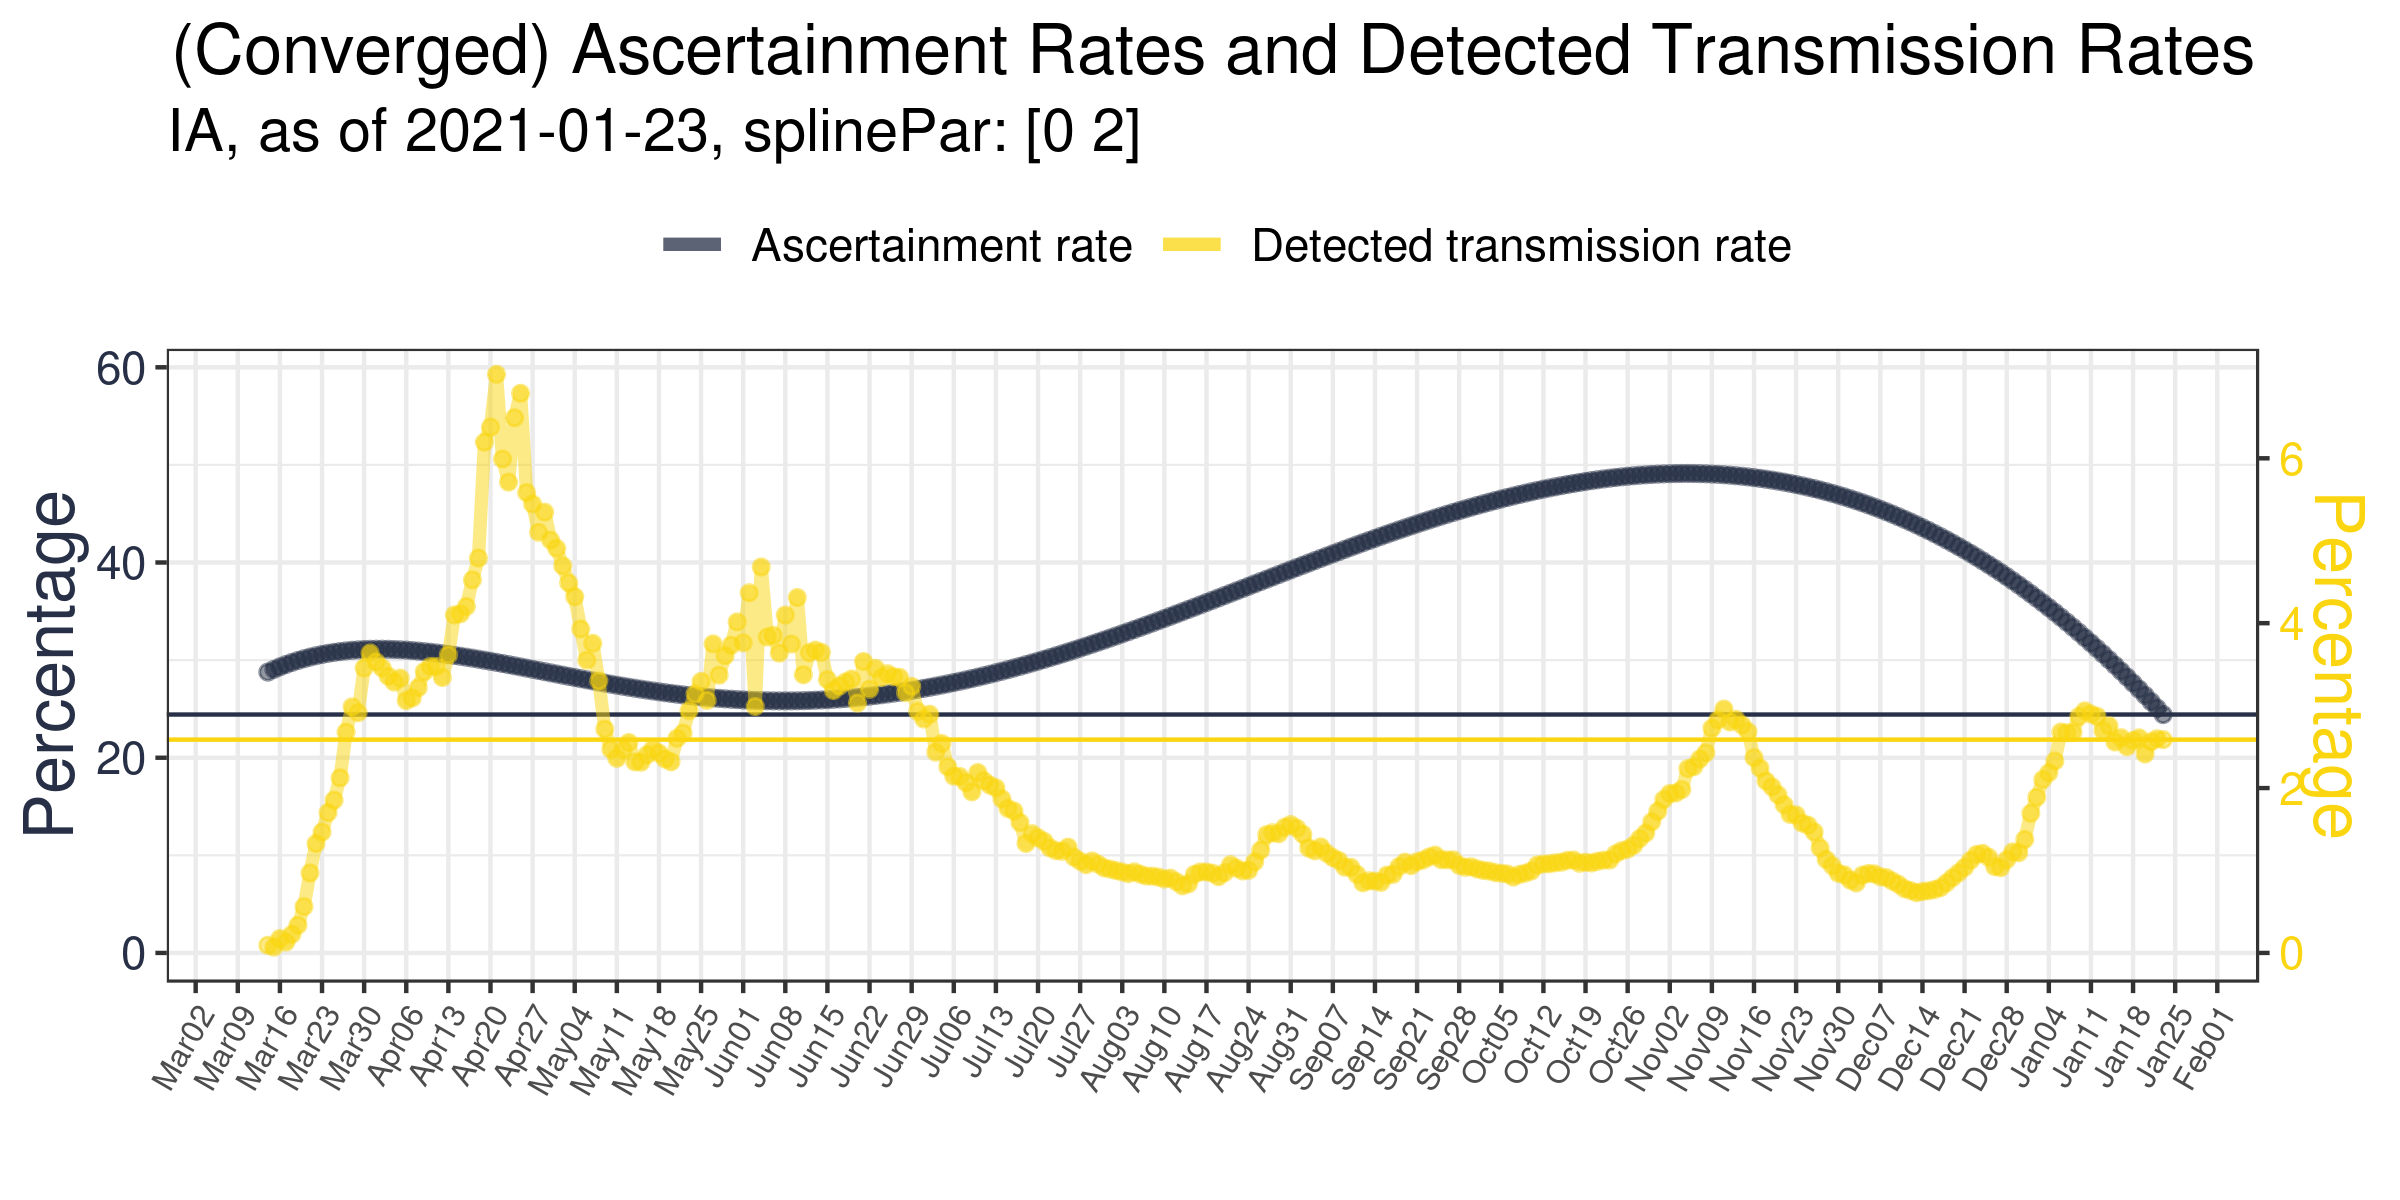 (Converged) Ascertainment Rates and Detected Transmission Rates
IA, as of 2021-01-23, splinePar: [0 2]
Ascertainment rate
Detected transmission rate
Percentage
60
40
20
0
6
4
2
0
Percentage
Mar02
Mar09
Mar16
Mar23
Mar30
Apr06
Apr13
Apr20
Apr27
May04
May11
May18
May25
Jun01
Jun08
Jun15
Jun22
Jun29
Jul06
Jul13
Jul20
Jul27
Aug03
Aug10
Aug17
Aug24
Aug31
Sep07
Sep14
Sep21
Sep28
Oct05
Oct12
Oct19
Oct26
Nov02
Nov09
Nov16
Nov23
Nov30
Dec07
Dec14
Dec21
Dec28
Jan04
Jan11
Jan18
Jan25
Feb01